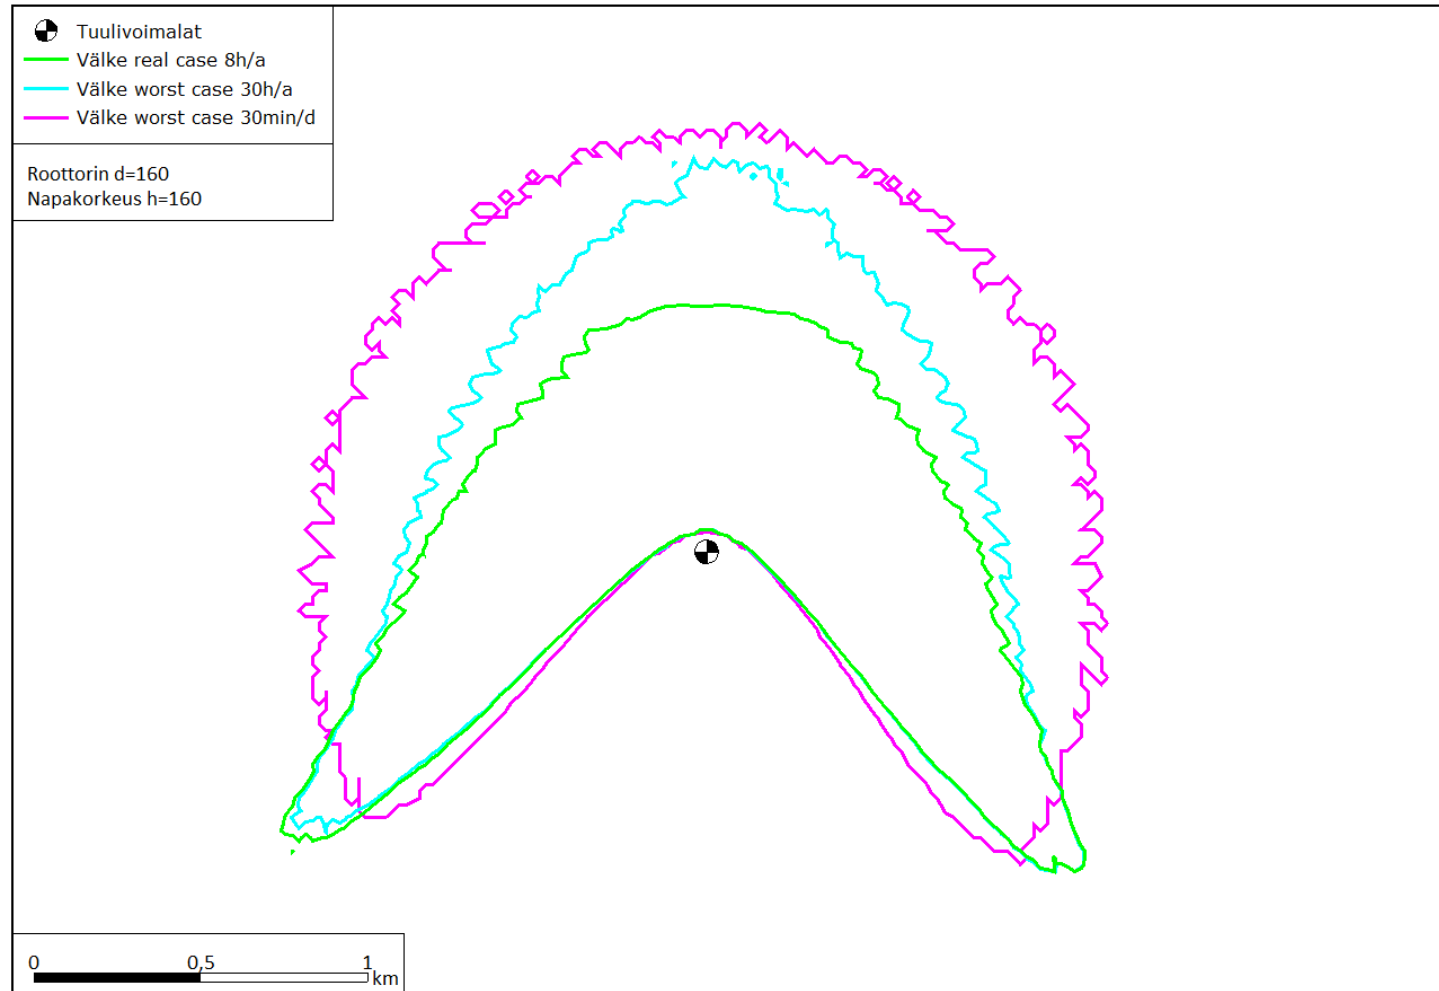 Tuulivoimalat
Välke real case 8h/a
Välke worst case 30h/a
Välke worst case 30min/d
Roottorin d=160
Napakorkeus h=160
0 0,5 1 km